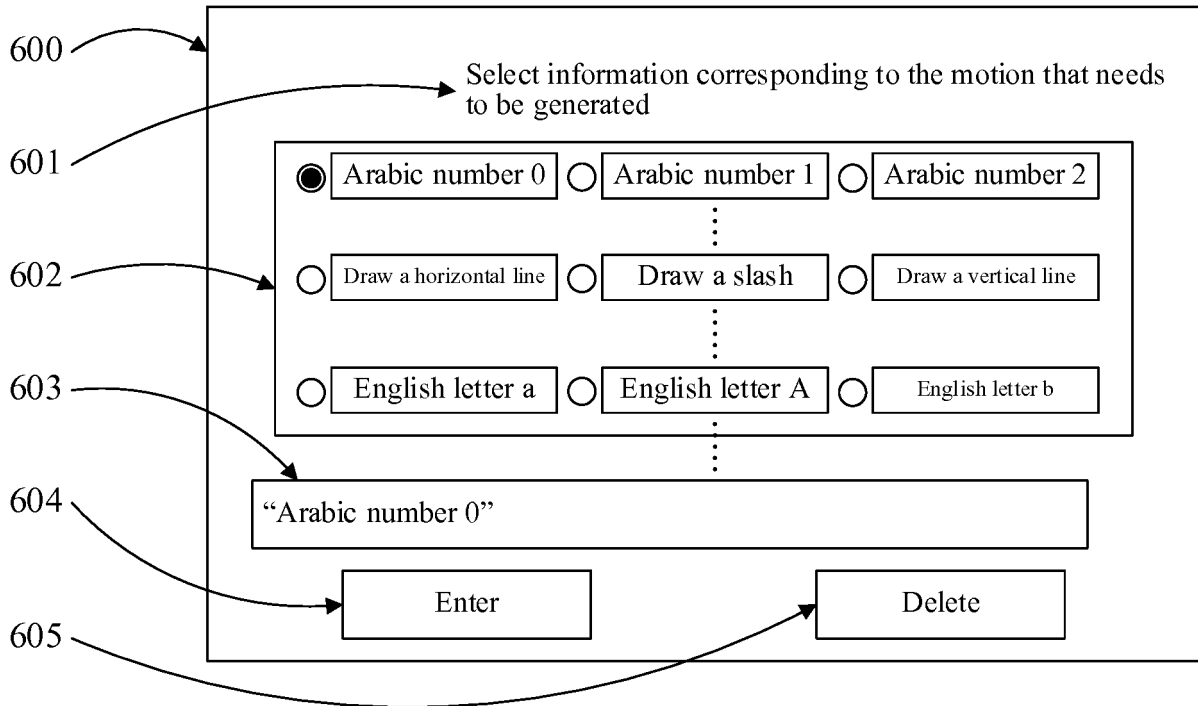 600
Select information corresponding to the motion that needs
to be generated
601
Arabic number 0 Arabic number 1 Arabic number 2
602
Draw a horizontal line Draw a slash Draw a vertical line
603
English letter a English letter A English letter b
604
“Arabic number 0”
Enter Delete
605